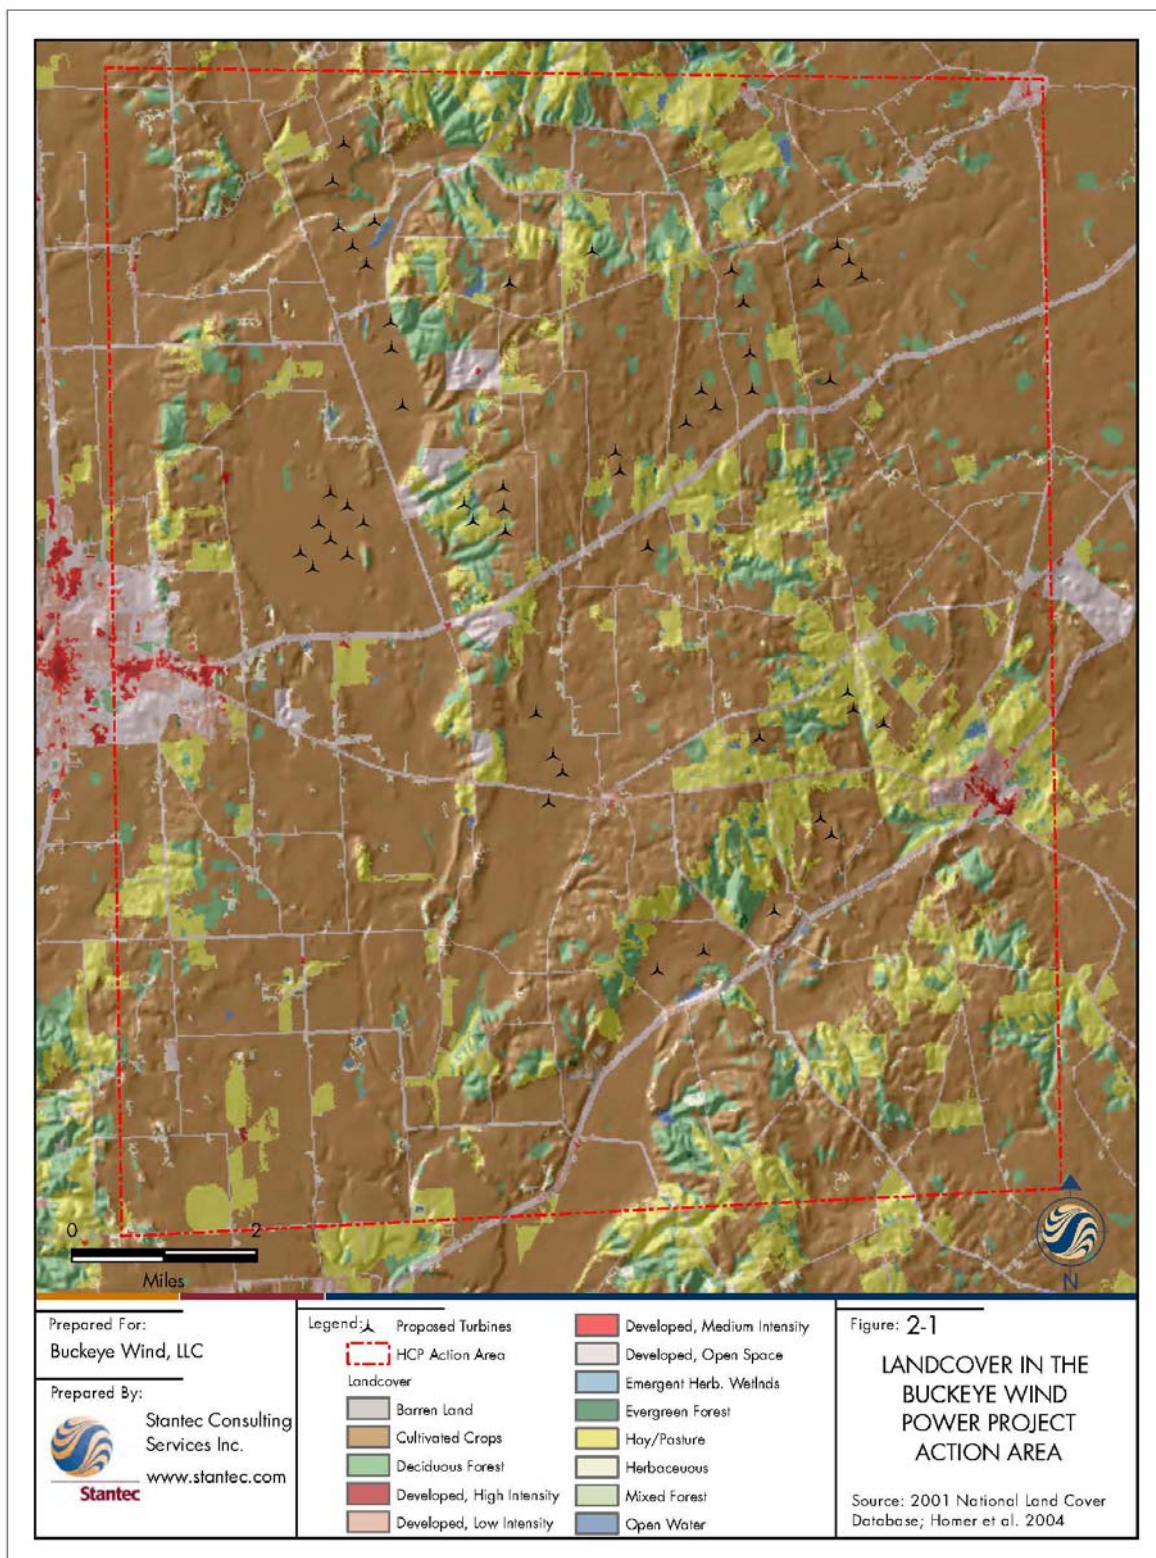 0 2
Miles
N
Prepared For:
Buckeye Wind, LLC
Prepared By:
Stantec Consulting
Services Inc.
www.stantec.com
Stantec
Legend:
Proposed Turbines
HCP Action Area
Landcover
Barren Land
Cultivated Crops
Deciduous Forest
Developed, High Intensity
Developed, Low Intensity
Developed, Medium Intensity
Developed, Open Space
Emergent Herb. Wetlnds
Evergreen Forest
Hay/Pasture
Herbaceuous
Mixed Forest
Open Water
Figure: 2-1
LANDCOVER IN THE
BUCKEYE WIND
POWER PROJECT
ACTION AREA
Source: 2001 National Land Cover
Database; Homer et al. 2004